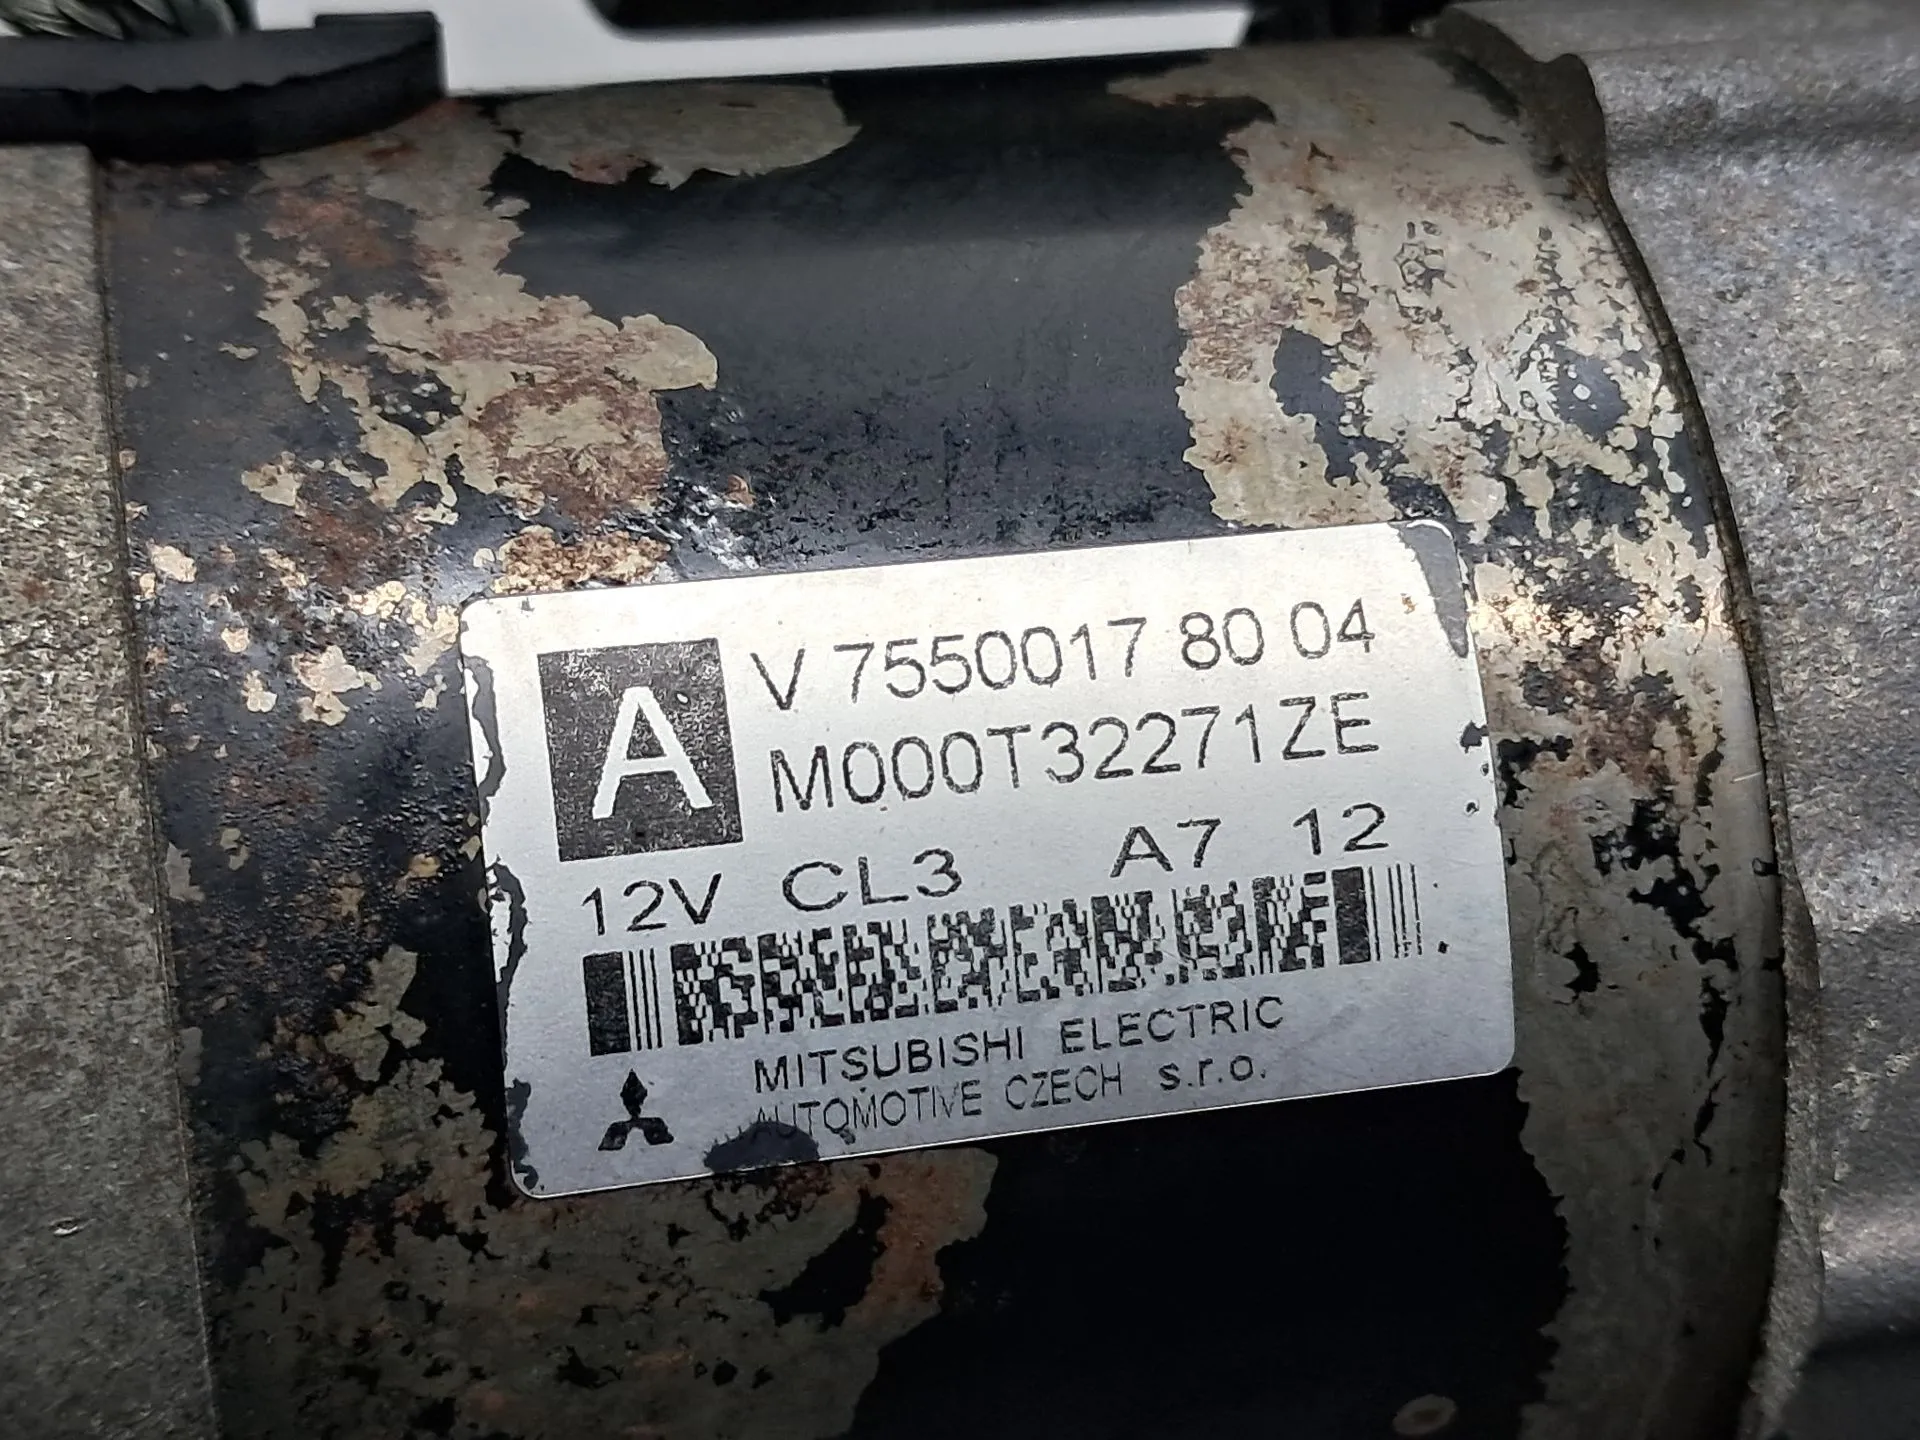 A
V 7550017 80 04
M000T32271ZE
12V CL3 A7 12
MITSUBISHI ELECTRIC
AUTOMOTIVE CZECH s.r.o.